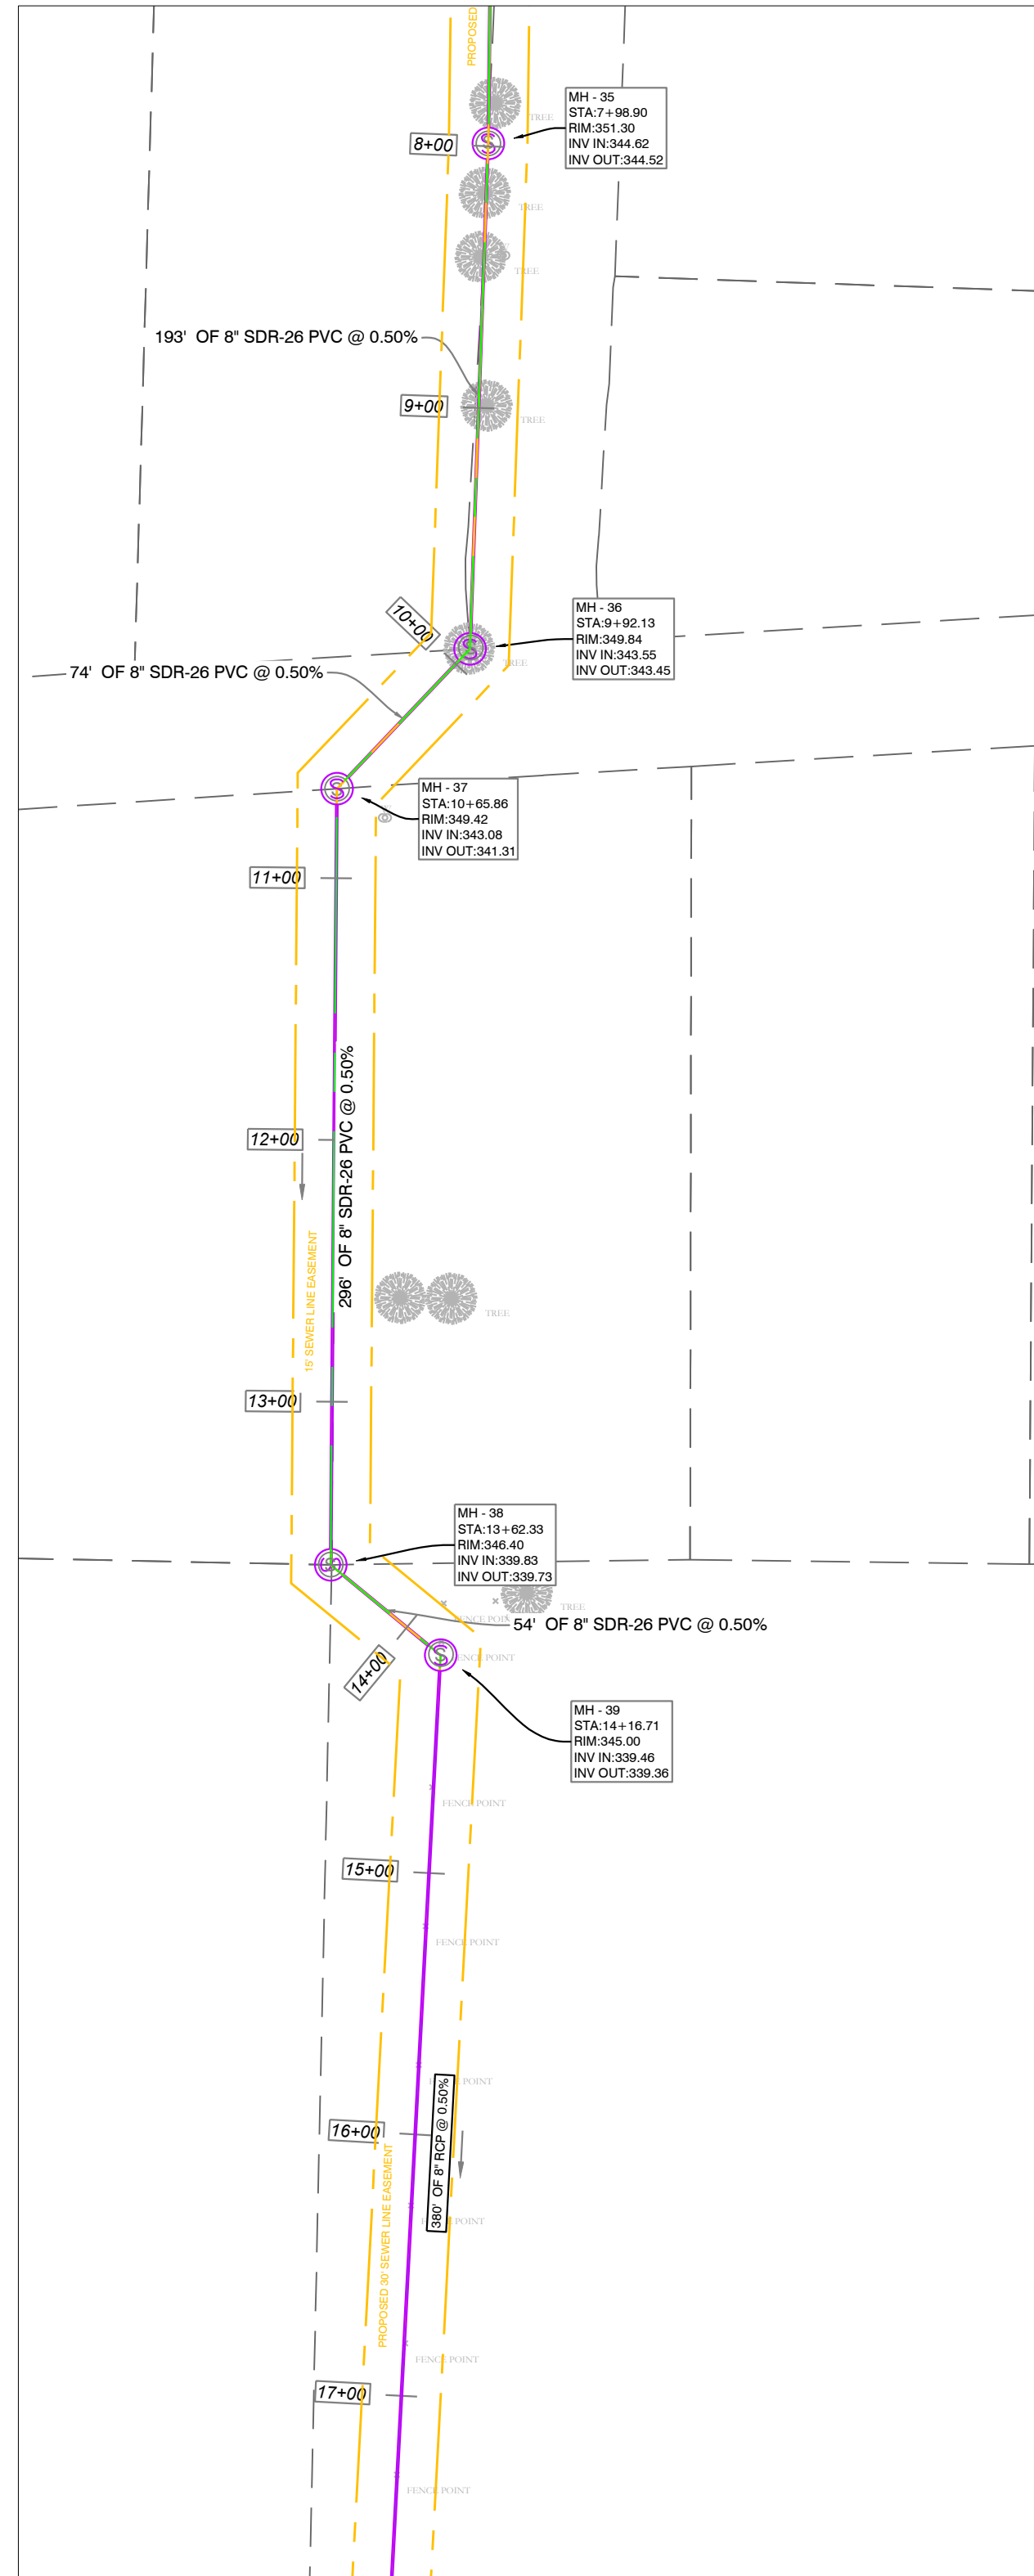 PROPOSED
MH - 35
STA:7+98.90
RIM:351.30
INV IN:344.62
INV OUT:344.52
TREE
8+00
TREE
TREE
193' OF 8" SDR-26 PVC @ 0.50%
9+00
TREE
10+00
MH - 36
STA:9+92.13
RIM:349.84
INV IN:343.55
INV OUT:343.45
TREE
74' OF 8" SDR-26 PVC @ 0.50%
MH - 37
STA:10+65.86
RIM:349.42
INV IN:343.08
INV OUT:341.31
11+00
296' OF 8" SDR-26 PVC @ 0.50%
12+00
15' SEWER LINE EASEMENT
TREE
13+00
MH - 38
STA:13+62.33
RIM:346.40
INV IN:339.83
INV OUT:339.73
TREE
54' OF 8" SDR-26 PVC @ 0.50%
14+00
POINT
MH - 39
STA:14+16.71
RIM:345.00
INV IN:339.46
INV OUT:339.36
FENCE POINT
15+00
FENCE POINT
POINT
380' OF 8" RCP @ 0.50%
16+00
PROPOSED 30' SEWER LINE EASEMENT
POINT
FENCE POINT
17+00
FENCE POINT